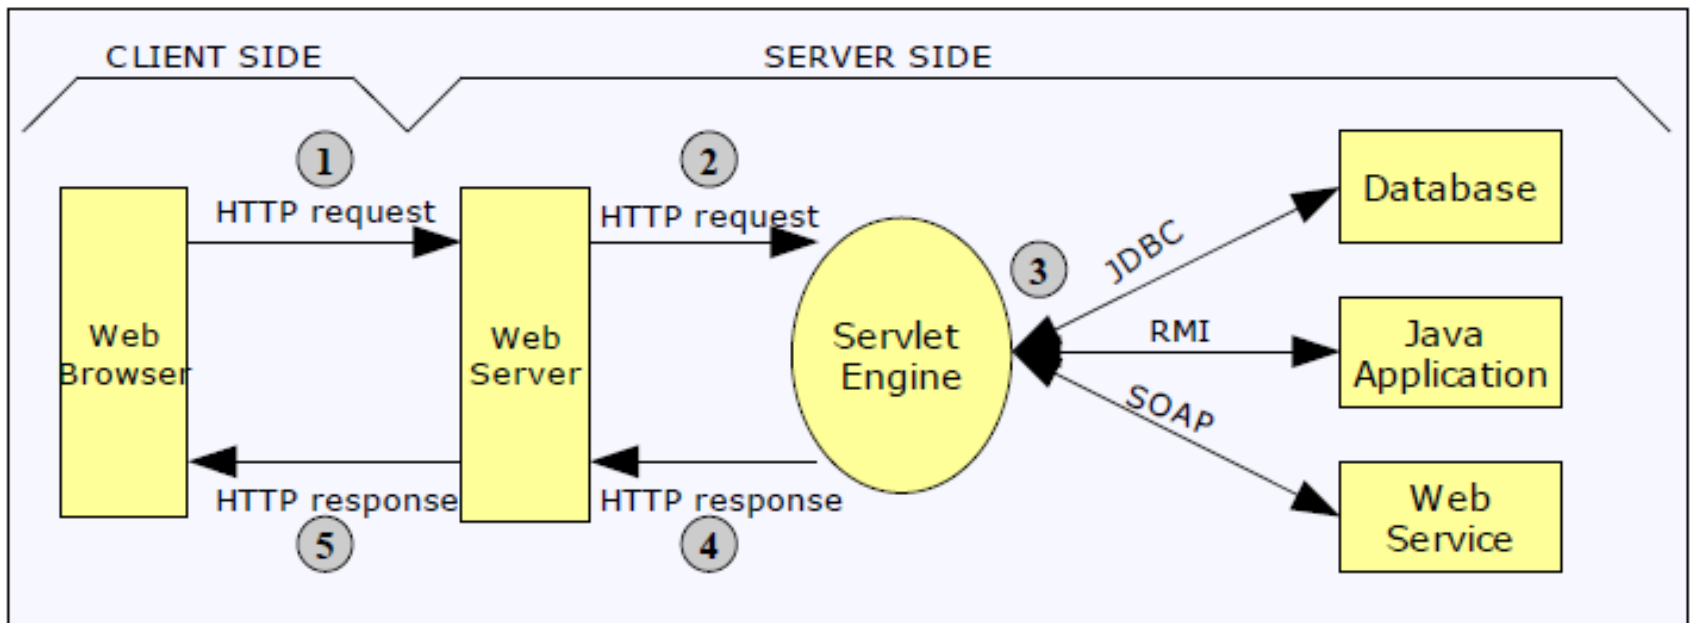 CLIENT SIDE
SERVER SIDE
1
2
HTTP request
HTTP request
3
JDBC
Database
Web
Browser
Web
Server
Servlet
Engine
RMI
Java
Application
SOAP
HTTP response
HTTP response
5
4
Web
Service